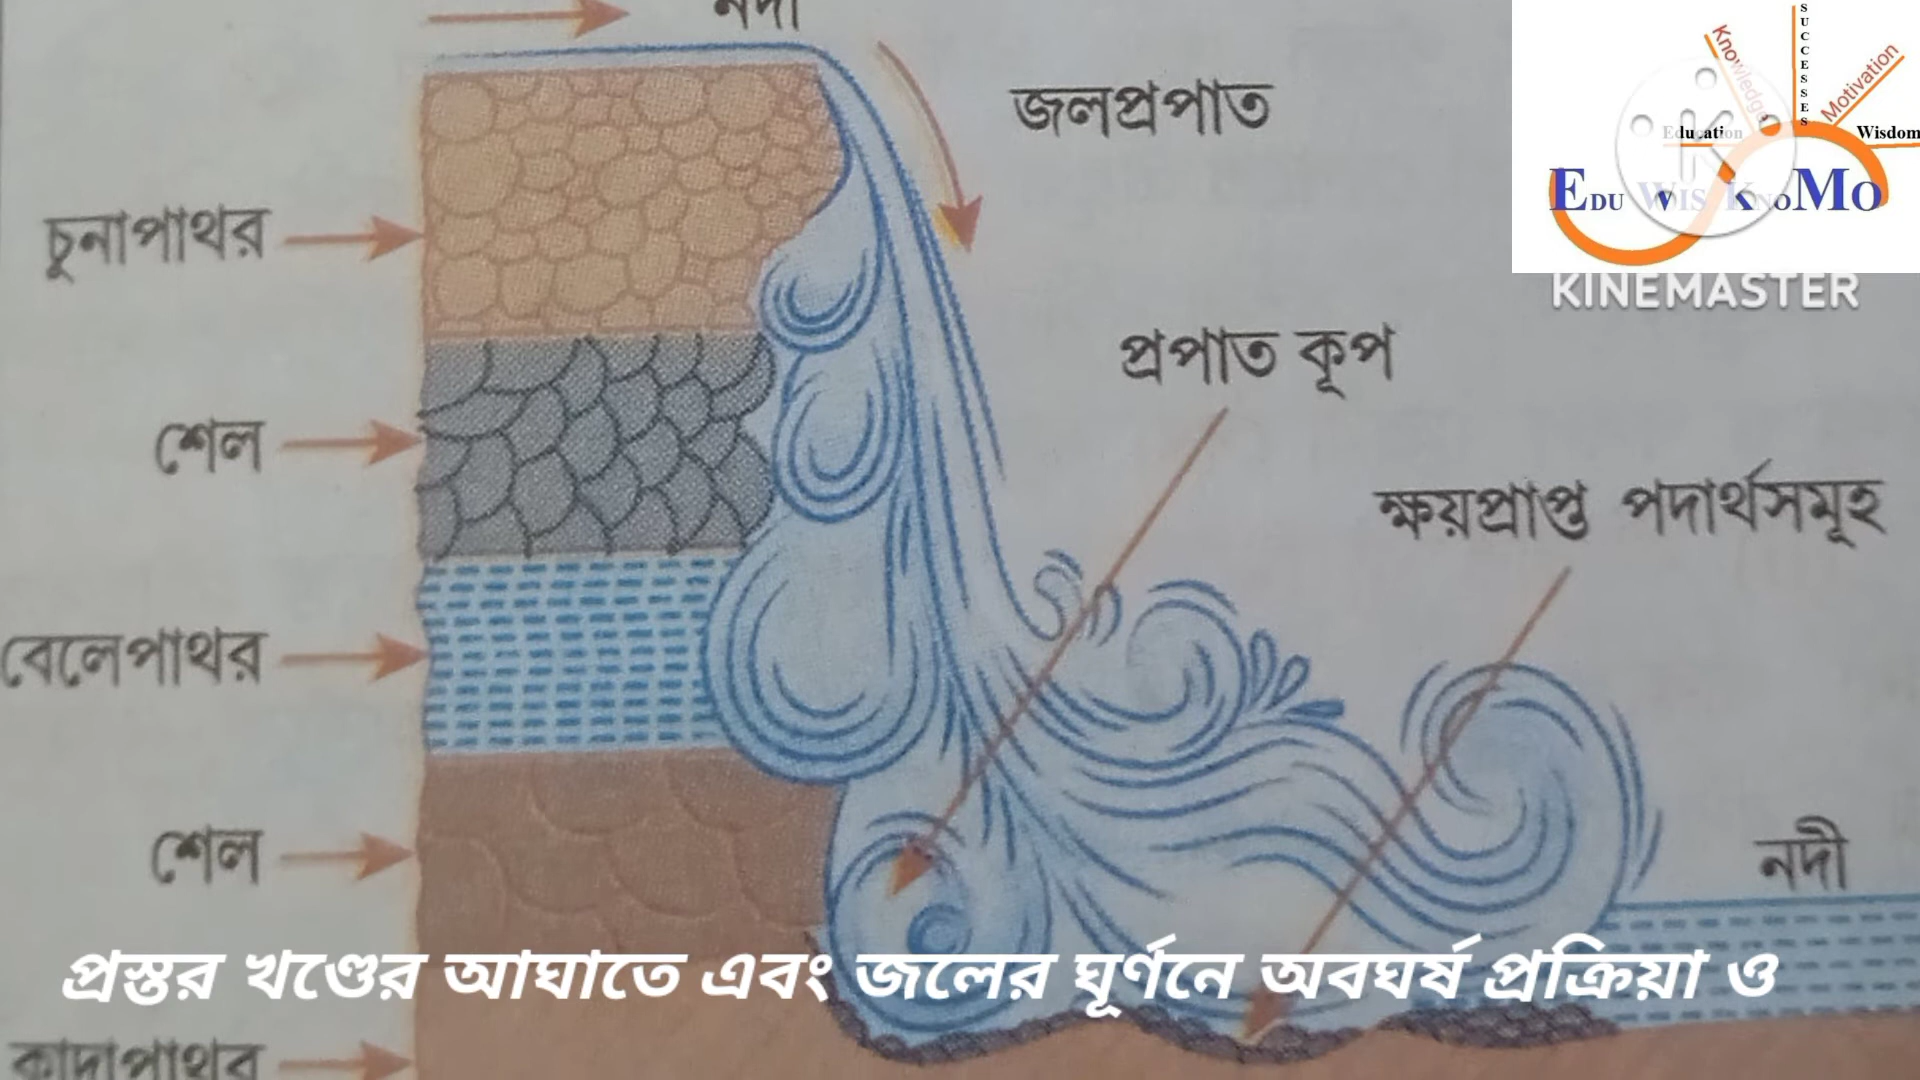 নদী
জলপ্রপাত
চুনাপাথর
প্রপাত কূপ
শেল
ক্ষয়প্রাপ্ত পদার্থসমূহ
বেলেপাথর
শেল
নদী
প্রস্তর খণ্ডের আঘাতে এবং জলের ঘূর্ণনে অবঘর্ষ প্রক্রিয়া ও
কাদাপাথর
SUCCESSES
Knowledge
Motivation
Education
Wisdom
EDU WIS KNOMO
K
KINEMASTER